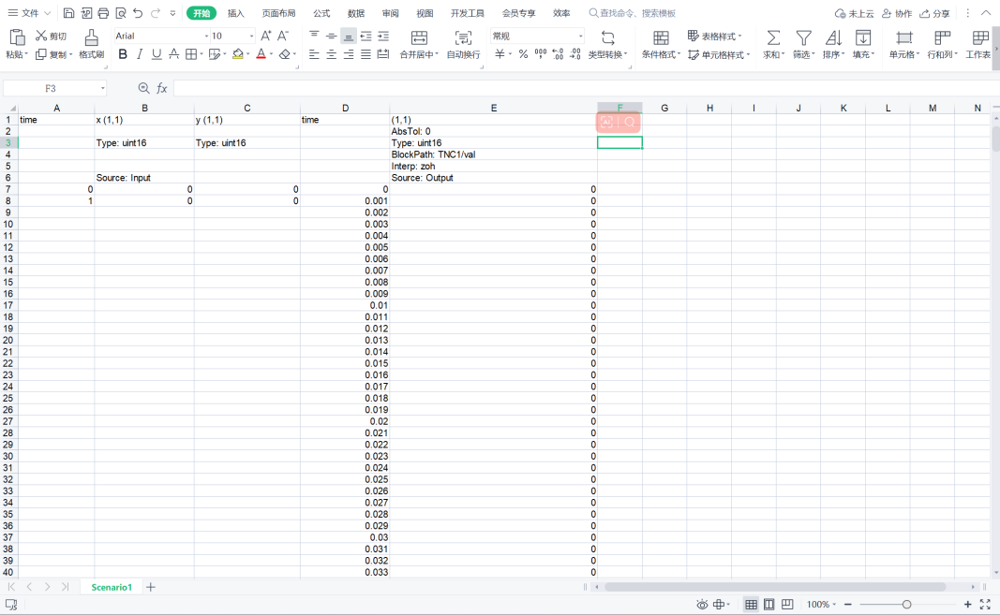 文件 开始 插入 页面布局 公式 数据 审阅 视图 开发工具 会员专享 效率 查找命令、搜索模板 未上云 协作 分享
剪切 Arial 10 A+ A- 常规 表格样式
粘贴 复制 格式刷 B I U A 合并居中 自动换行 ¥ % 000 类型转换 条件格式 单元格样式 求和 筛选 排序 填充 单元格 行和列 工作表
F3 fx
A B C D E F G H I J K L M N
1 time x (1,1) y (1,1) time (1,1)
2 AbsTol: 0
3 Type: uint16 Type: uint16 Type: uint16
4 BlockPath: TNC1/val
5 Interp: zoh
6 Source: Input Source: Output
7 0 0 0 0 0
8 1 0 0 0.001 0
9 0.002 0
10 0.003 0
11 0.004 0
12 0.005 0
13 0.006 0
14 0.007 0
15 0.008 0
16 0.009 0
17 0.01 0
18 0.011 0
19 0.012 0
20 0.013 0
21 0.014 0
22 0.015 0
23 0.016 0
24 0.017 0
25 0.018 0
26 0.019 0
27 0.02 0
28 0.021 0
29 0.022 0
30 0.023 0
31 0.024 0
32 0.025 0
33 0.026 0
34 0.027 0
35 0.028 0
36 0.029 0
37 0.03 0
38 0.031 0
39 0.032 0
40 0.033 0
Scenario1
100%